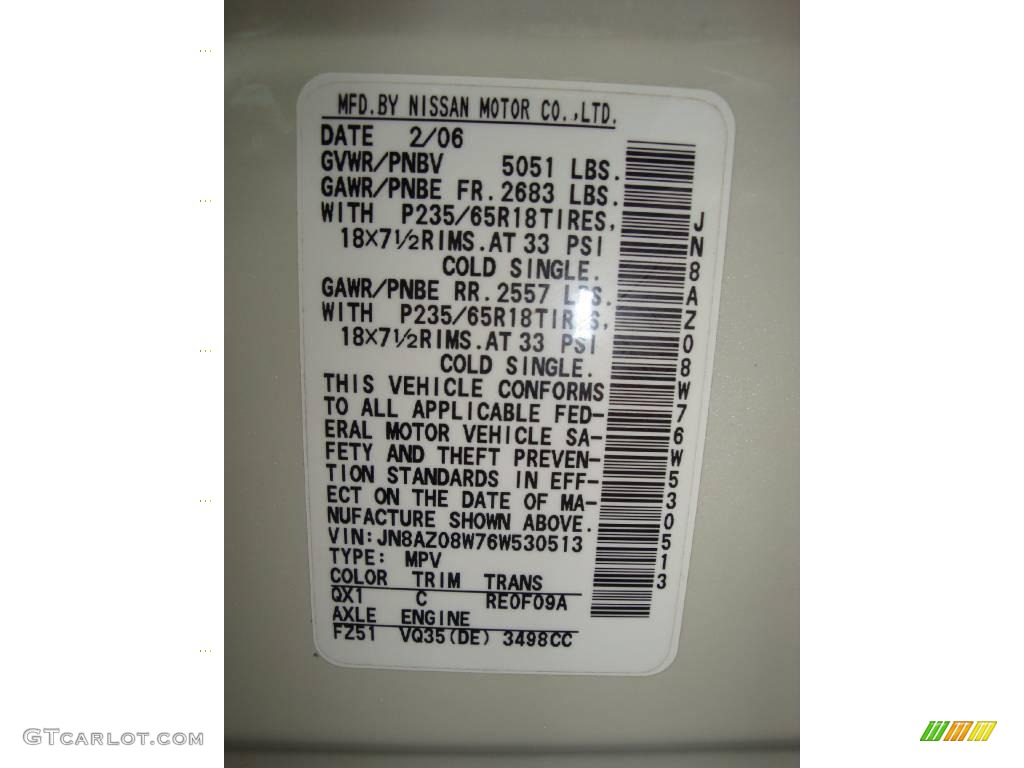 MFD.BY NISSAN MOTOR CO.,LTD.
DATE 2/06
GVWR/PNBV 5051 LBS.
GAWR/PNBE FR.2683 LBS.
WITH P235/65R18TIRES,
18×7½RIMS.AT 33 PSI
COLD SINGLE.
GAWR/PNBE RR.2557 LBS.
WITH P235/65R18TIRES,
18×7½RIMS.AT 33 PSI
COLD SINGLE.
THIS VEHICLE CONFORMS
TO ALL APPLICABLE FED-
ERAL MOTOR VEHICLE SA-
FETY AND THEFT PREVEN-
TION STANDARDS IN EFF-
ECT ON THE DATE OF MA-
NUFACTURE SHOWN ABOVE.
VIN:JN8AZ08W76W530513
TYPE: MPV
COLOR TRIM TRANS
QX1 C RE0F09A
AXLE ENGINE
FZ51 VQ35(DE) 3498CC
JN8AZ08W76W530513
GTCARLOT.COM